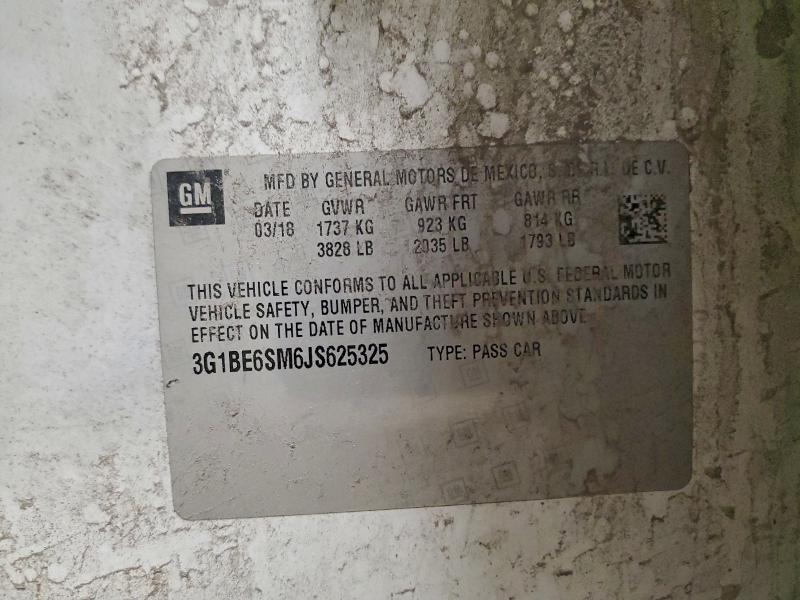 GM
MFD BY GENERAL MOTORS DE MEXICO, S. DE R.L. DE C.V.
DATE GVWR GAWR FRT GAWR RR
03/18 1737 KG 923 KG 814 KG
3828 LB 2035 LB 1793 LB
THIS VEHICLE CONFORMS TO ALL APPLICABLE U.S. FEDERAL MOTOR
VEHICLE SAFETY, BUMPER, AND THEFT PREVENTION STANDARDS IN
EFFECT ON THE DATE OF MANUFACTURE SHOWN ABOVE.
3G1BE6SM6JS625325 TYPE: PASS CAR